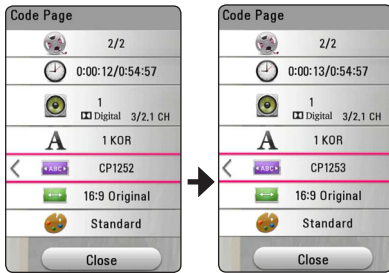 Code Page
2/2
0:00:12/0:54:57
1
Digital 3/2.1 CH
A 1 KOR
ABC CP1252
16:9 Original
Standard
Close
Code Page
2/2
0:00:13/0:54:57
1
Digital 3/2.1 CH
A 1 KOR
ABC CP1253
16:9 Original
Standard
Close